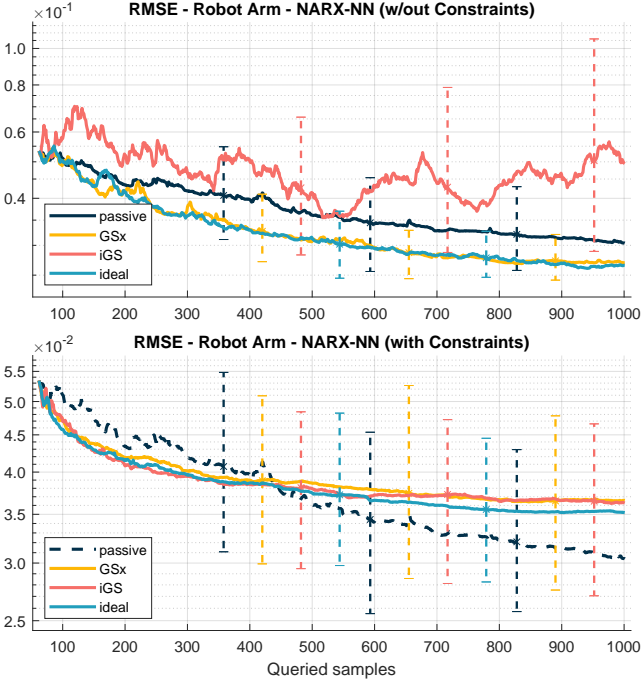 RMSE - Robot Arm - NARX-NN (w/out Constraints)
×10⁻¹
1.0
0.8
0.6
0.4
passive
GSx
iGS
ideal
100 200 300 400 500 600 700 800 900 1000
RMSE - Robot Arm - NARX-NN (with Constraints)
×10⁻²
5.5
5.0
4.5
4.0
3.5
3.0
2.5
passive
GSx
iGS
ideal
100 200 300 400 500 600 700 800 900 1000
Queried samples